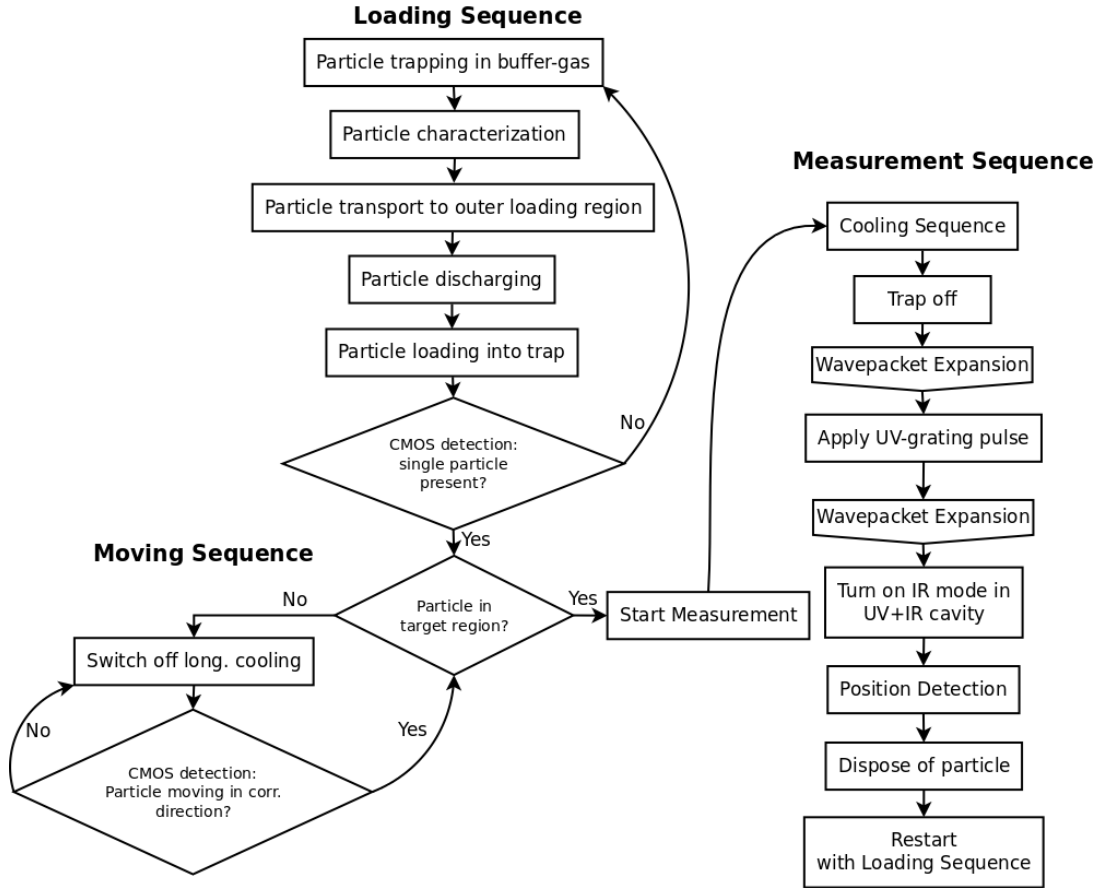 Loading Sequence
Particle trapping in buffer-gas
Particle characterization
Particle transport to outer loading region
Particle discharging
Particle loading into trap
CMOS detection:
single particle
present?
No
Yes
Moving Sequence
Particle in
target region?
No
Yes
Switch off long. cooling
No
Yes
CMOS detection:
Particle moving in corr.
direction?
Start Measurement
Measurement Sequence
Cooling Sequence
Trap off
Wavepacket Expansion
Apply UV-grating pulse
Wavepacket Expansion
Turn on IR mode in
UV+IR cavity
Position Detection
Dispose of particle
Restart
with Loading Sequence